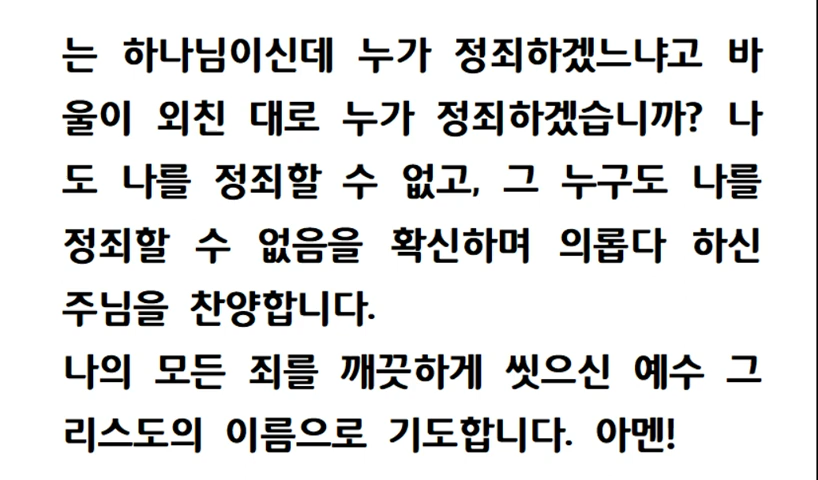 는 하나님이신데 누가 정죄하겠느냐고 바
울이 외친 대로 누가 정죄하겠습니까? 나
도 나를 정죄할 수 없고, 그 누구도 나를
정죄할 수 없음을 확신하며 의롭다 하신
주님을 찬양합니다.
나의 모든 죄를 깨끗하게 씻으신 예수 그
리스도의 이름으로 기도합니다. 아멘!